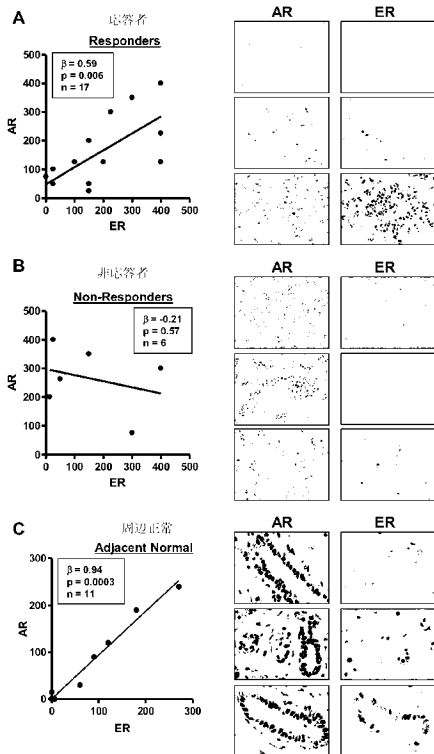 A
応答者
Responders
β = 0.59
p = 0.006
n = 17
AR
500
400
300
200
100
0
0 100 200 300 400 500
ER
AR ER
B
非応答者
Non-Responders
β = -0.21
p = 0.57
n = 6
AR
500
400
300
200
100
0
0 100 200 300 400 500
ER
AR ER
C
周辺正常
Adjacent Normal
β = 0.94
p = 0.0003
n = 11
AR
300
200
100
0
0 100 200 300
ER
AR ER